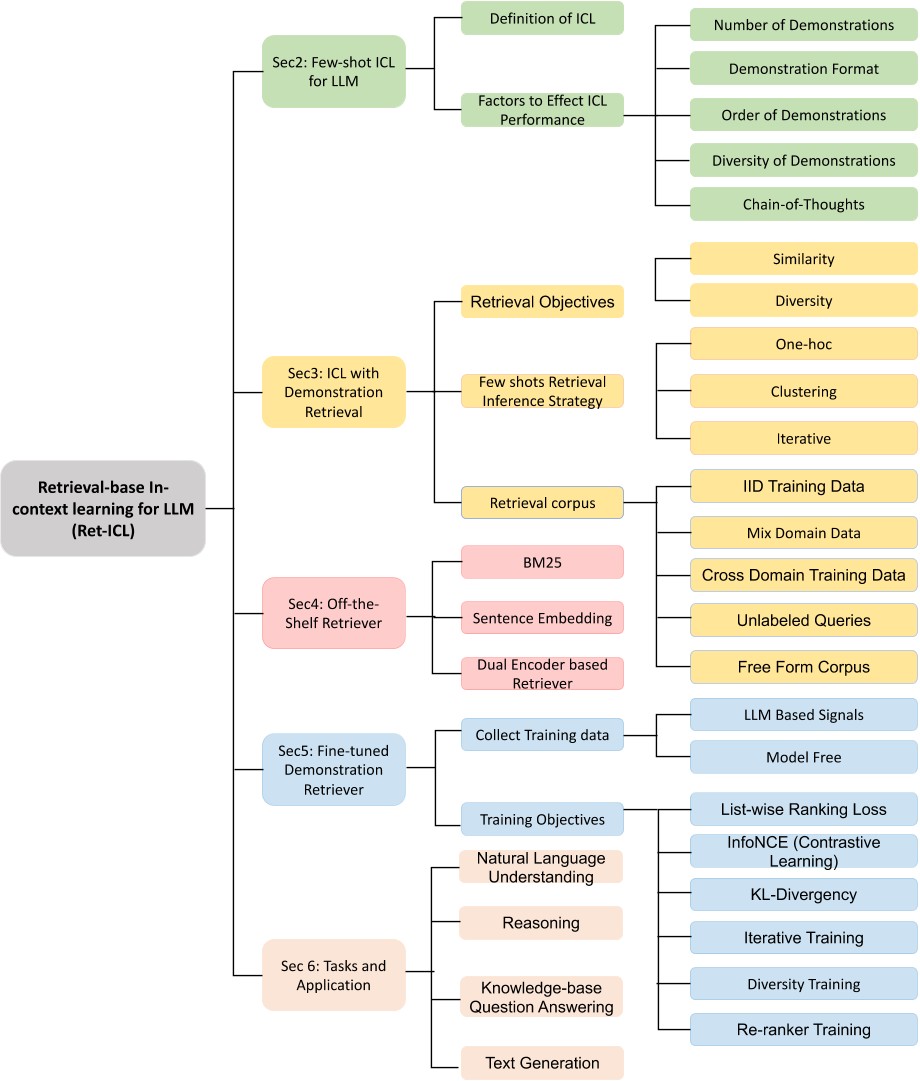 Retrieval-base In-
context learning for LLM
(Ret-ICL)
Sec2: Few-shot ICL
for LLM
Definition of ICL
Factors to Effect ICL
Performance
Number of Demonstrations
Demonstration Format
Order of Demonstrations
Diversity of Demonstrations
Chain-of-Thoughts
Sec3: ICL with
Demonstration
Retrieval
Retrieval Objectives
Similarity
Diversity
Few shots Retrieval
Inference Strategy
One-hoc
Clustering
Iterative
Retrieval corpus
IID Training Data
Mix Domain Data
Cross Domain Training Data
Unlabeled Queries
Free Form Corpus
Sec4: Off-the-
Shelf Retriever
BM25
Sentence Embedding
Dual Encoder based
Retriever
Sec5: Fine-tuned
Demonstration
Retriever
Collect Training data
LLM Based Signals
Model Free
Training Objectives
List-wise Ranking Loss
InfoNCE (Contrastive
Learning)
KL-Divergency
Iterative Training
Diversity Training
Re-ranker Training
Sec 6: Tasks and
Application
Natural Language
Understanding
Reasoning
Knowledge-base
Question Answering
Text Generation